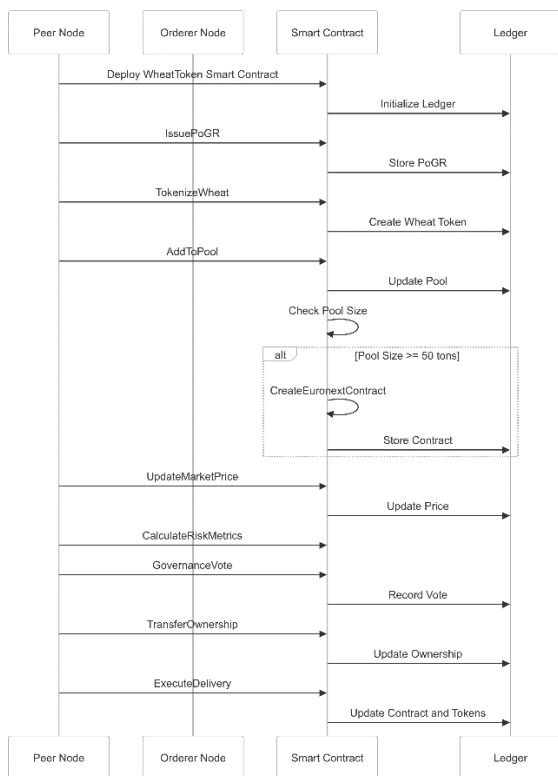 Peer Node
Orderer Node
Smart Contract
Ledger
Deploy WheatToken Smart Contract
Initialize Ledger
IssuePoGR
Store PoGR
TokenizeWheat
Create Wheat Token
AddToPool
Update Pool
Check Pool Size
alt
[Pool Size >= 50 tons]
CreateEuronextContract
Store Contract
UpdateMarketPrice
Update Price
CalculateRiskMetrics
GovernanceVote
Record Vote
TransferOwnership
Update Ownership
ExecuteDelivery
Update Contract and Tokens
Peer Node
Orderer Node
Smart Contract
Ledger